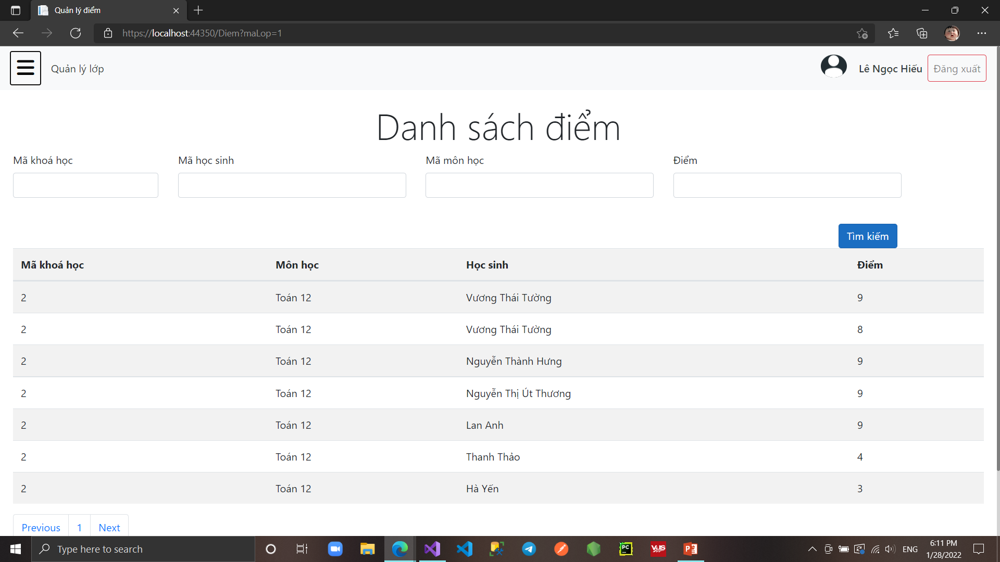 Quản lý điểm
https://localhost:44350/Diem?maLop=1
Quản lý lớp
Lê Ngọc Hiếu
Đăng xuất
Danh sách điểm
Mã khoá học Mã học sinh Mã môn học Điểm
Tìm kiếm
Mã khoá học Môn học Học sinh Điểm
2 Toán 12 Vương Thái Tường 9
2 Toán 12 Vương Thái Tường 8
2 Toán 12 Nguyễn Thành Hưng 9
2 Toán 12 Nguyễn Thị Út Thương 9
2 Toán 12 Lan Anh 9
2 Toán 12 Thanh Thảo 4
2 Toán 12 Hà Yến 3
Previous 1 Next
Type here to search
PC
VUS
P
ENG
6:11 PM
1/28/2022